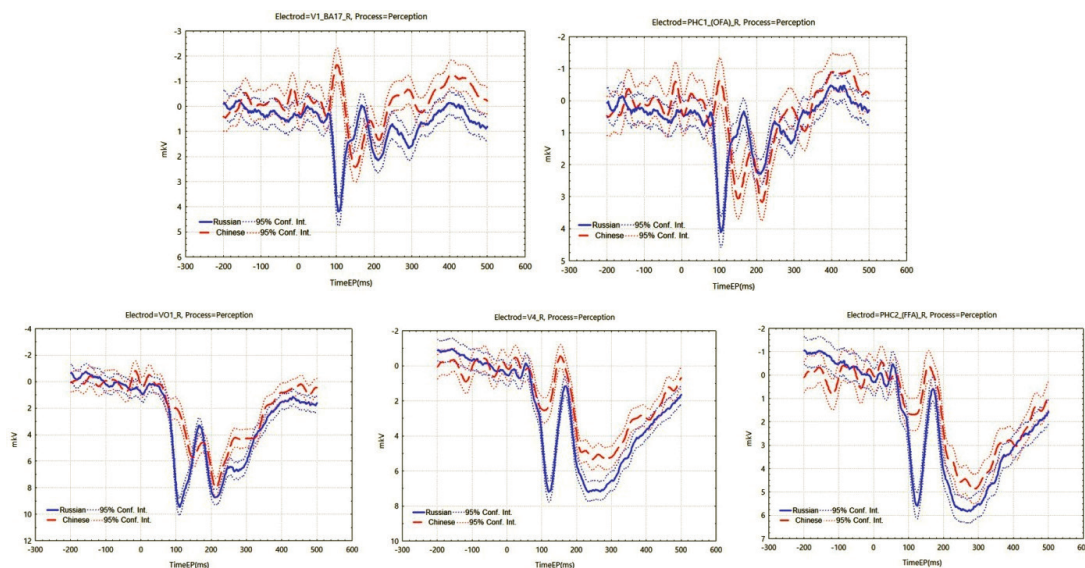 Electrod=V1_BA17_R, Process=Perception
-3
-2
-1
0
1
2
3
4
5
6
mkV
Russian 95% Conf. Int.
Chinese 95% Conf. Int.
-300 -200 -100 0 100 200 300 400 500 600
TimeEP(ms)
Electrod=PHC1_(OFA)_R, Process=Perception
-2
-1
0
1
2
3
4
5
mkV
Russian 95% Conf. Int.
Chinese 95% Conf. Int.
-300 -200 -100 0 100 200 300 400 500 600
TimeEP(ms)
Electrod=VO1_R, Process=Perception
-4
-2
0
2
4
6
8
10
12
mkV
Russian 95% Conf. Int.
Chinese 95% Conf. Int.
-300 -200 -100 0 100 200 300 400 500 600
TimeEP(ms)
Electrod=V4_R, Process=Perception
-4
-2
0
2
4
6
8
10
mkV
Russian 95% Conf. Int.
Chinese 95% Conf. Int.
-300 -200 -100 0 100 200 300 400 500 600
TimeEP(ms)
Electrod=PHC2_(FFA)_R, Process=Perception
-2
-1
0
1
2
3
4
5
6
7
mkV
Russian 95% Conf. Int.
Chinese 95% Conf. Int.
-300 -200 -100 0 100 200 300 400 500 600
TimeEP(ms)